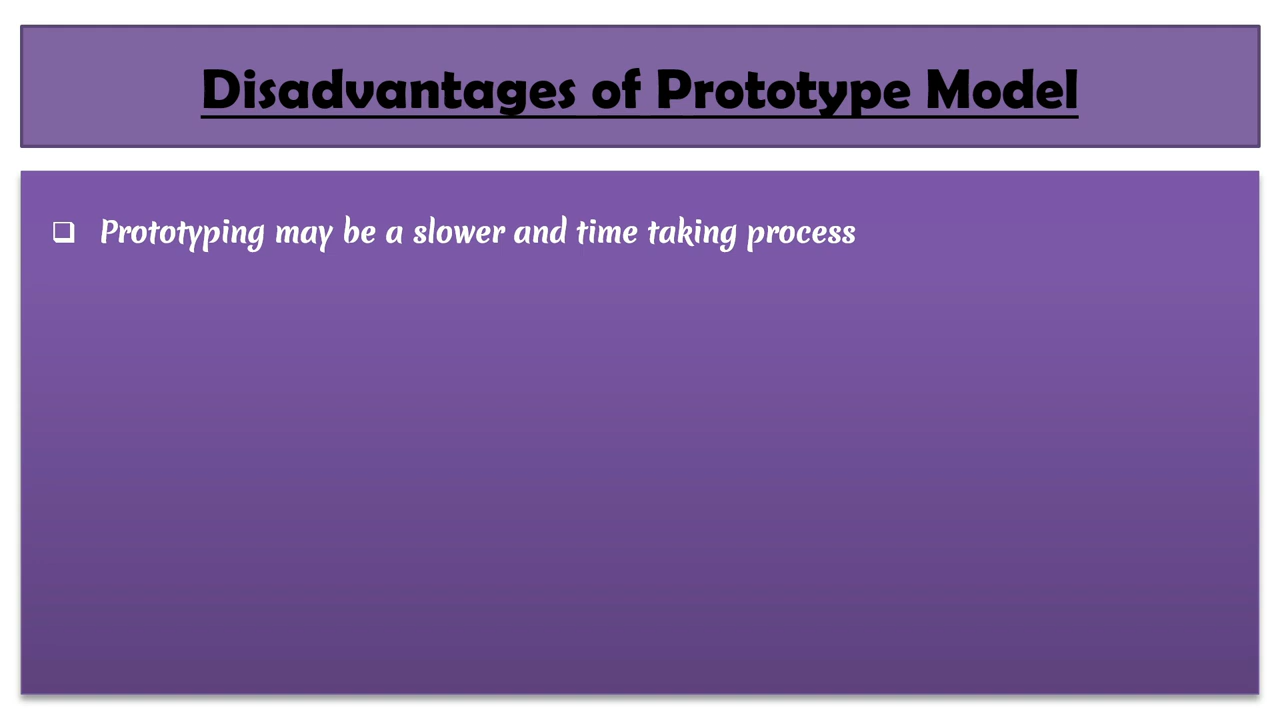 Disadvantages of Prototype Model
❑ Prototyping may be a slower and time taking process